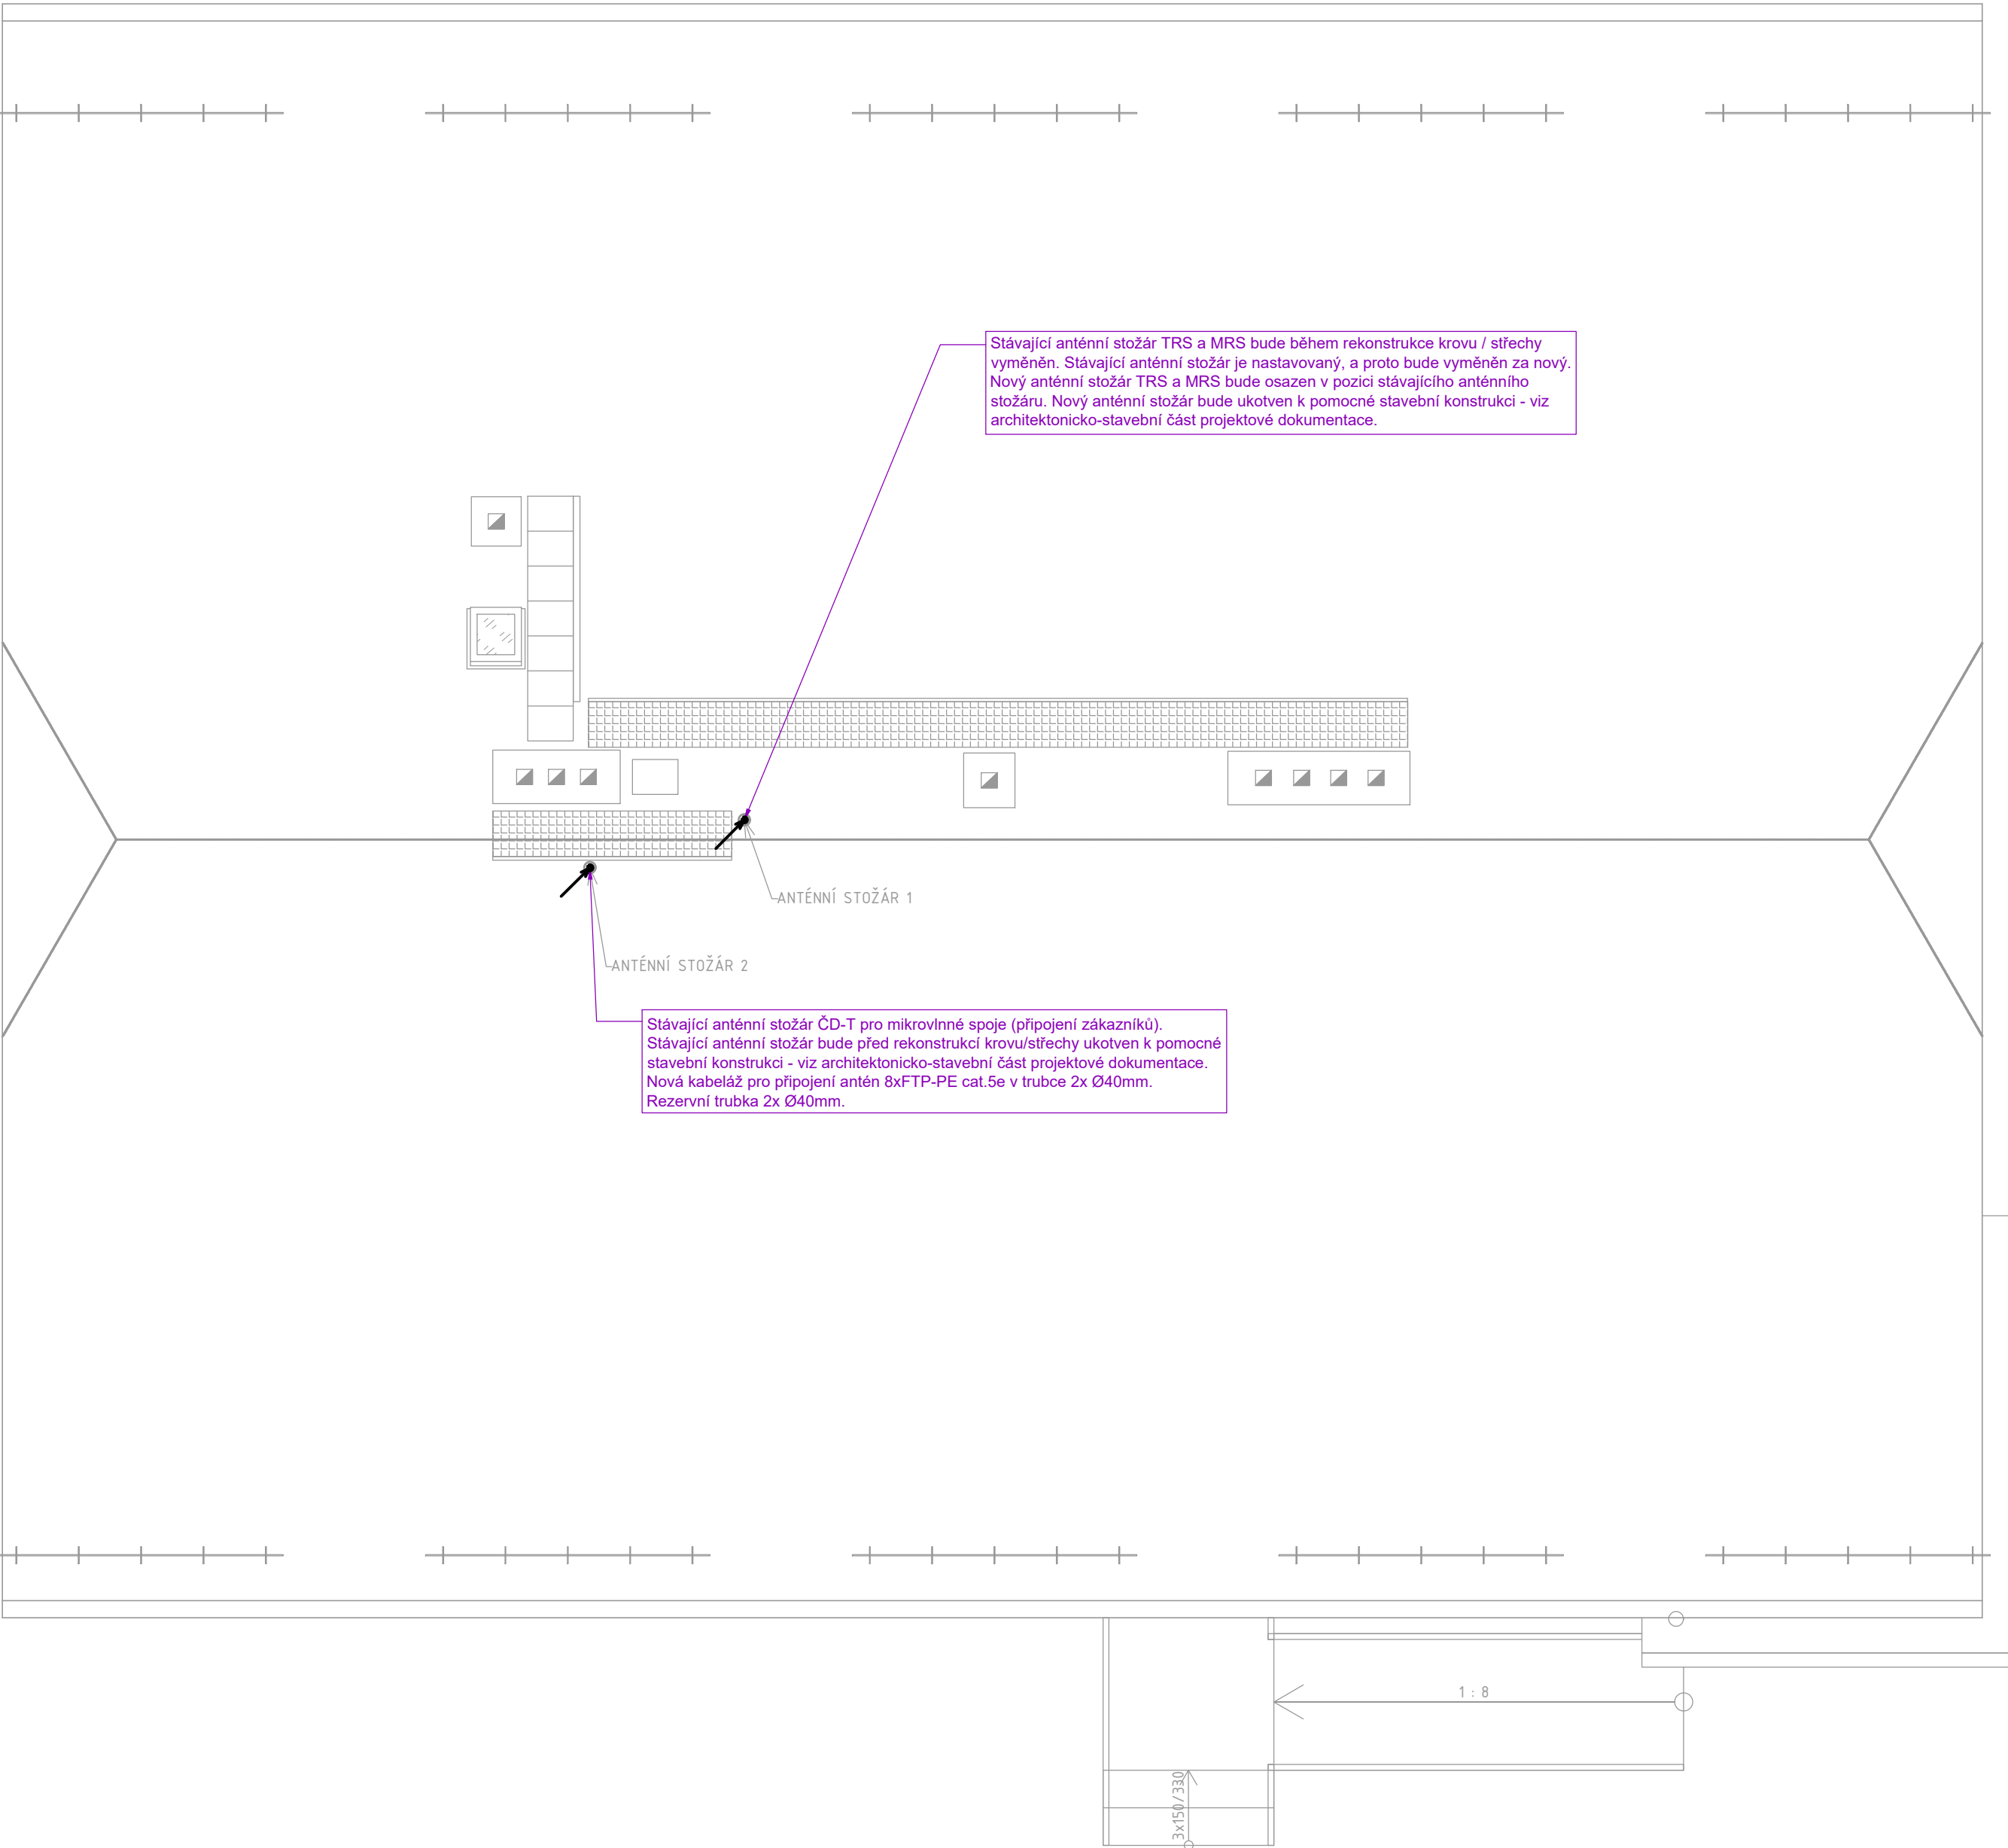 Stávající anténní stožár TRS a MRS bude během rekonstrukce krovu / střechy
vyměněn. Stávající anténní stožár je nastavovaný, a proto bude vyměněn za nový.
Nový anténní stožár TRS a MRS bude osazen v pozici stávajícího anténního
stožáru. Nový anténní stožár bude ukotven k pomocné stavební konstrukci - viz
architektonicko-stavební část projektové dokumentace.
ANTÉNNÍ STOŽÁR 1
ANTÉNNÍ STOŽÁR 2
Stávající anténní stožár ČD-T pro mikrovlnné spoje (připojení zákazníků).
Stávající anténní stožár bude před rekonstrukcí krovu/střechy ukotven k pomocné
stavební konstrukci - viz architektonicko-stavební část projektové dokumentace.
Nová kabeláž pro připojení antén 8xFTP-PE cat.5e v trubce 2x Ø40mm.
Rezervní trubka 2x Ø40mm.
1 : 8
3x150/330